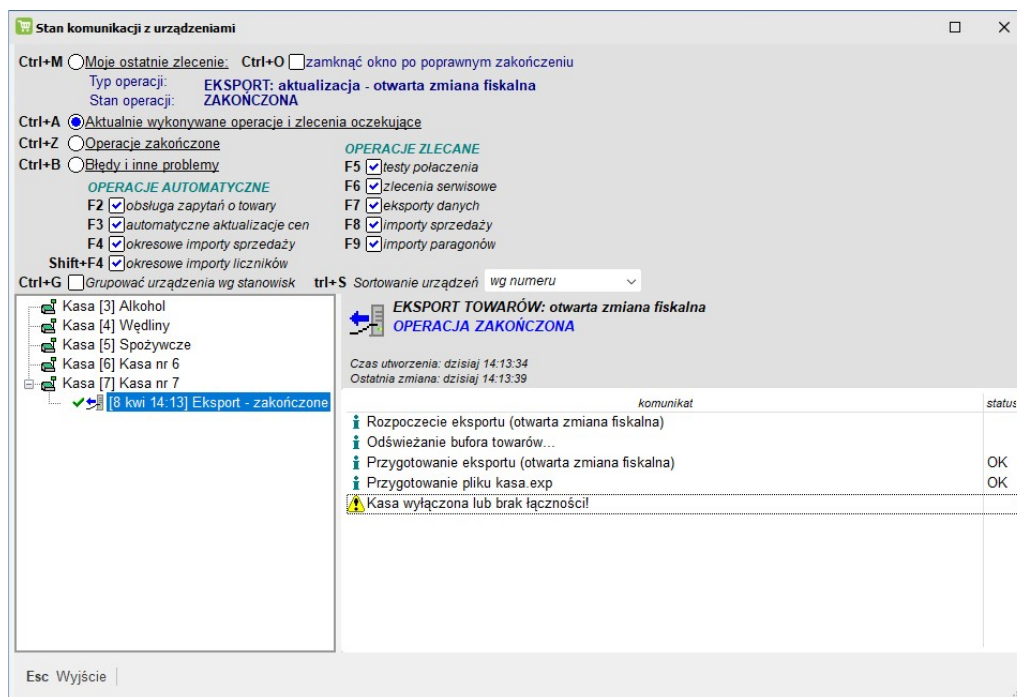 Stan komunikacji z urządzeniami
Ctrl+M Moje ostatnie zlecenie: Ctrl+O zamknąć okno po poprawnym zakończeniu
Typ operacji: EKSPORT: aktualizacja - otwarta zmiana fiskalna
Stan operacji: ZAKOŃCZONA
Ctrl+A Aktualnie wykonywane operacje i zlecenia oczekujące
Ctrl+Z Operacje zakończone
Ctrl+B Błędy i inne problemy
OPERACJE AUTOMATYCZNE
F2 obsługa zapytań o towary
F3 automatyczne aktualizacje cen
F4 okresowe importy sprzedaży
Shift+F4 okresowe importy liczników
OPERACJE ZLECANE
F5 testy połaczenia
F6 zlecenia serwisowe
F7 eksporty danych
F8 importy sprzedaży
F9 importy paragonów
Ctrl+G Grupować urządzenia wg stanowisk trl+S Sortowanie urządzeń wg numeru
Kasa [3] Alkohol
Kasa [4] Wędliny
Kasa [5] Spożywcze
Kasa [6] Kasa nr 6
Kasa [7] Kasa nr 7
[8 kwi 14:13] Eksport - zakończone
EKSPORT TOWARÓW: otwarta zmiana fiskalna
OPERACJA ZAKOŃCZONA
Czas utworzenia: dzisiaj 14:13:34
Ostatnia zmiana: dzisiaj 14:13:39
komunikat status
Rozpoczecie eksportu (otwarta zmiana fiskalna)
Odświeżanie bufora towarów...
Przygotowanie eksportu (otwarta zmiana fiskalna) OK
Przygotowanie pliku kasa.exp OK
Kasa wyłączona lub brak łączności!
Esc Wyjście